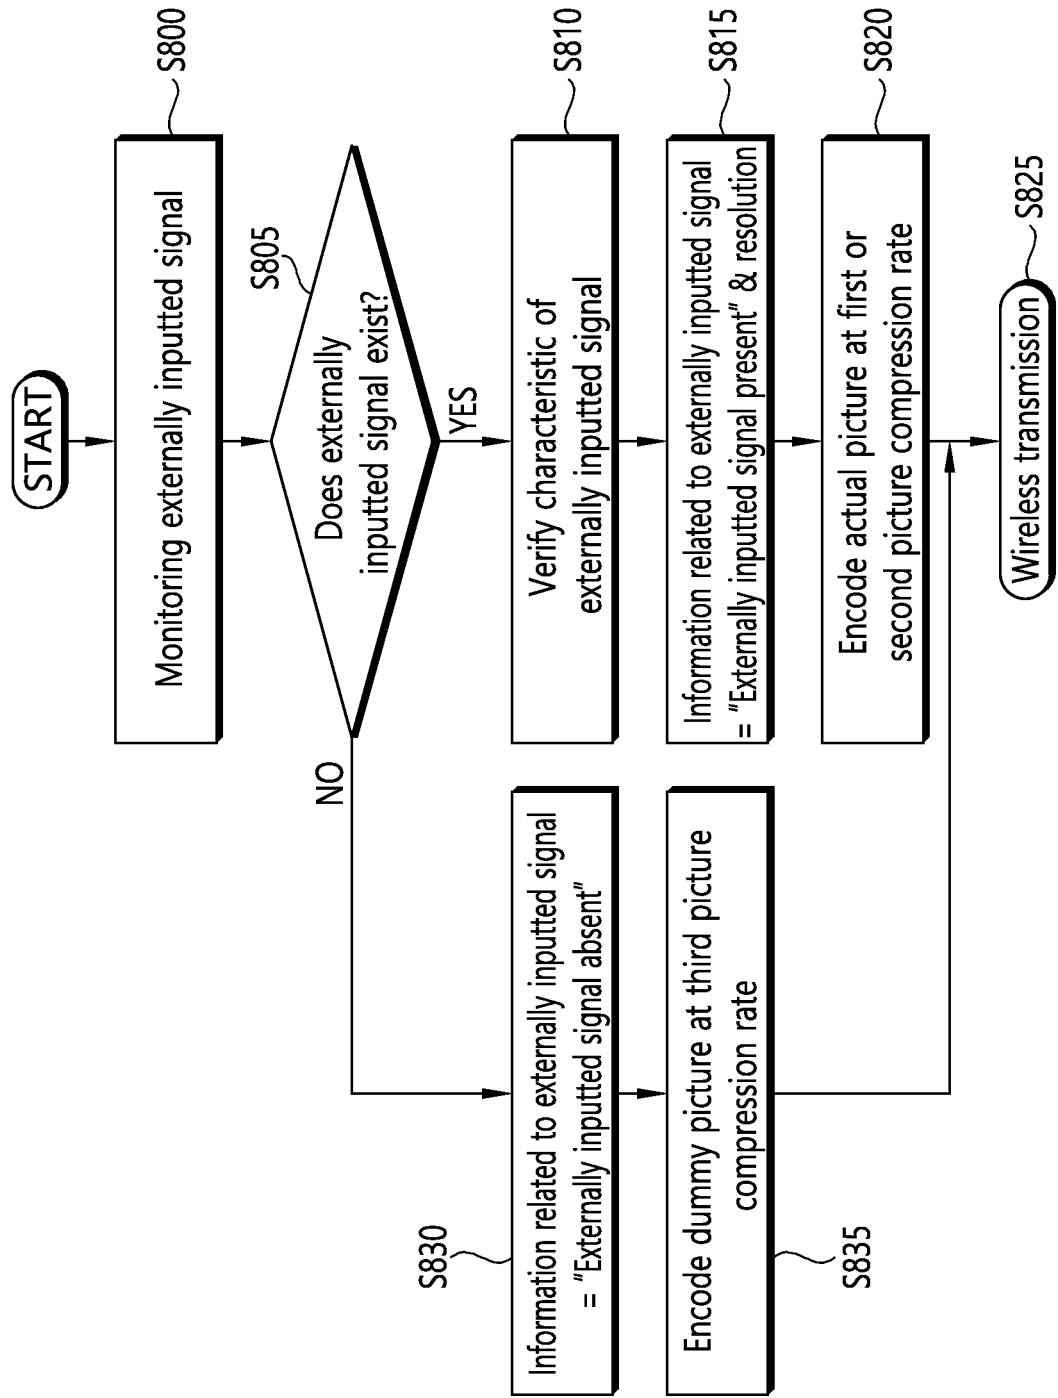 START
Monitoring externally inputted signal
S800
Does externally
inputted signal exist?
S805
YES
NO
Verify characteristic of
externally inputted signal
S810
Information related to externally inputted signal
= "Externally inputted signal present" & resolution
S815
Encode actual picture at first or
second picture compression rate
S820
Wireless transmission
S825
Information related to externally inputted signal
= "Externally inputted signal absent"
S830
Encode dummy picture at third picture
compression rate
S835